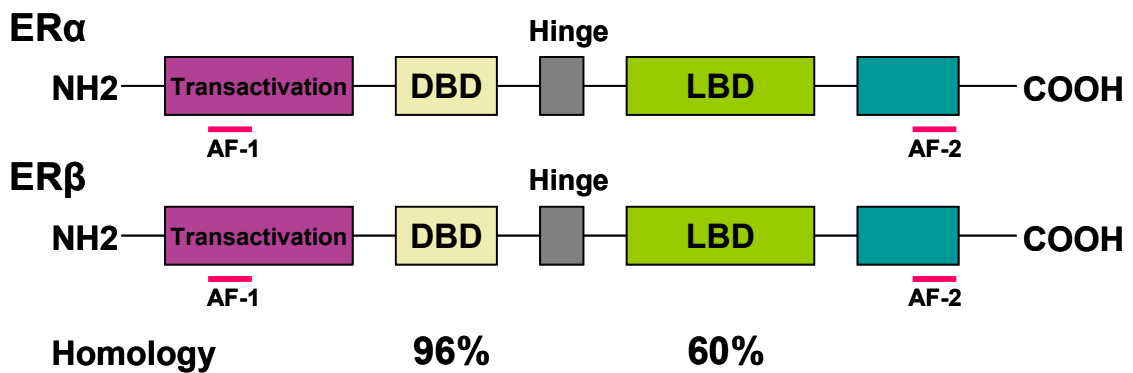 ERα
Hinge
NH2 Transactivation DBD LBD COOH
AF-1 AF-2
ERβ
Hinge
NH2 Transactivation DBD LBD COOH
AF-1 AF-2
Homology 96% 60%